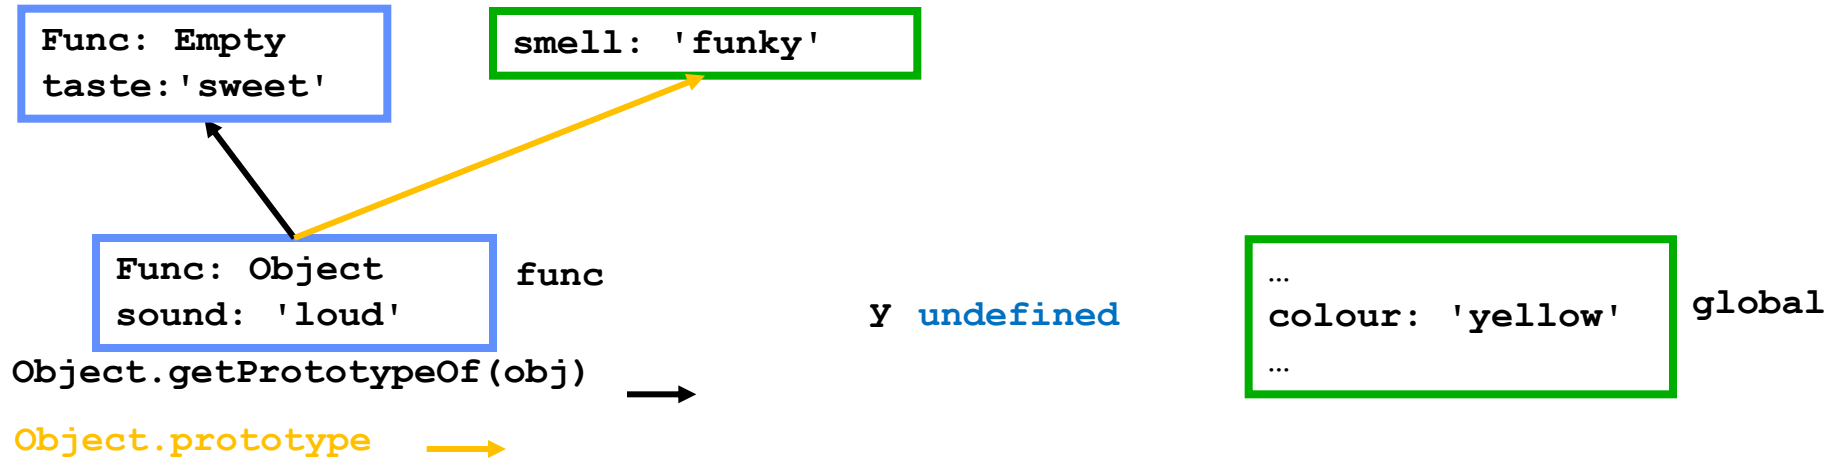 Func: Empty
taste:'sweet'
smell: 'funky'
Func: Object
sound: 'loud'
func
y undefined
…
colour: 'yellow'
…
global
Object.getPrototypeOf(obj)
Object.prototype